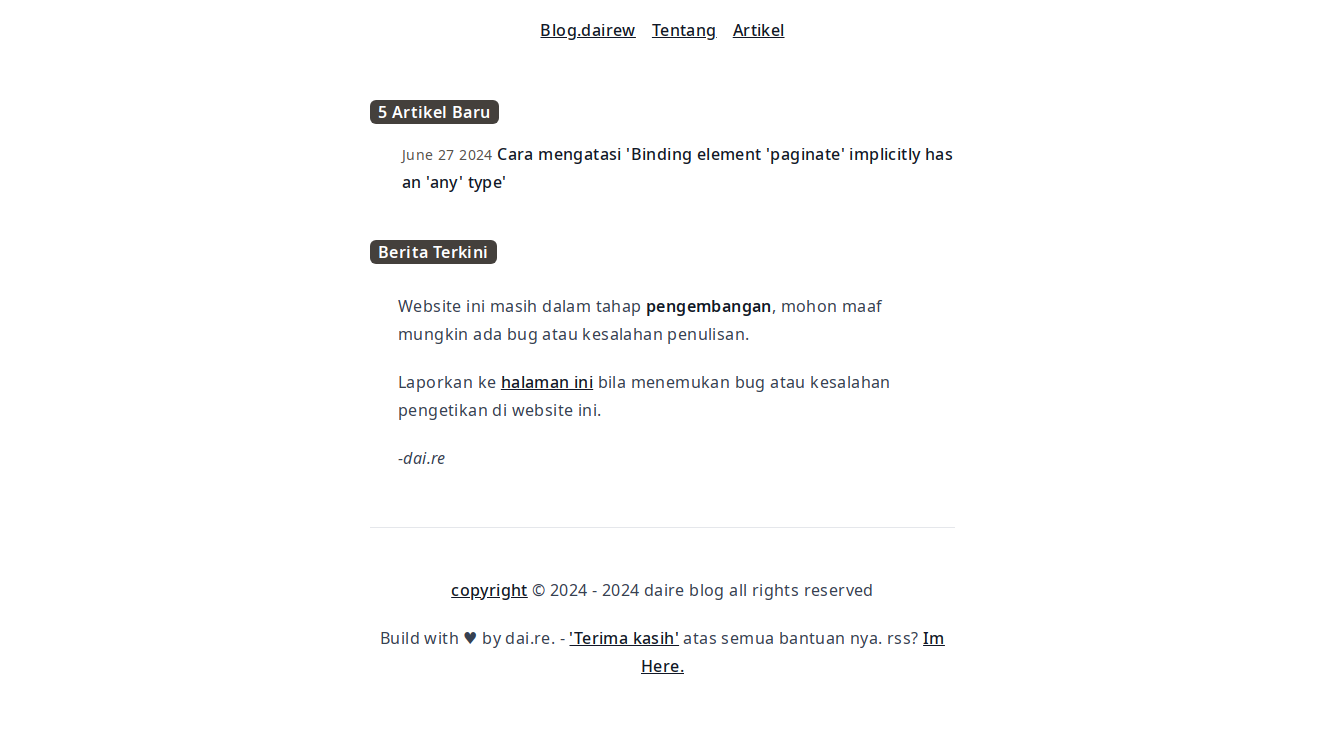 Blog.dairew Tentang Artikel
5 Artikel Baru
June 27 2024 Cara mengatasi 'Binding element 'paginate' implicitly has
an 'any' type'
Berita Terkini
Website ini masih dalam tahap pengembangan, mohon maaf
mungkin ada bug atau kesalahan penulisan.
Laporkan ke halaman ini bila menemukan bug atau kesalahan
pengetikan di website ini.
-dai.re
copyright © 2024 - 2024 daire blog all rights reserved
Build with ♥ by dai.re. - 'Terima kasih' atas semua bantuan nya. rss? Im
Here.